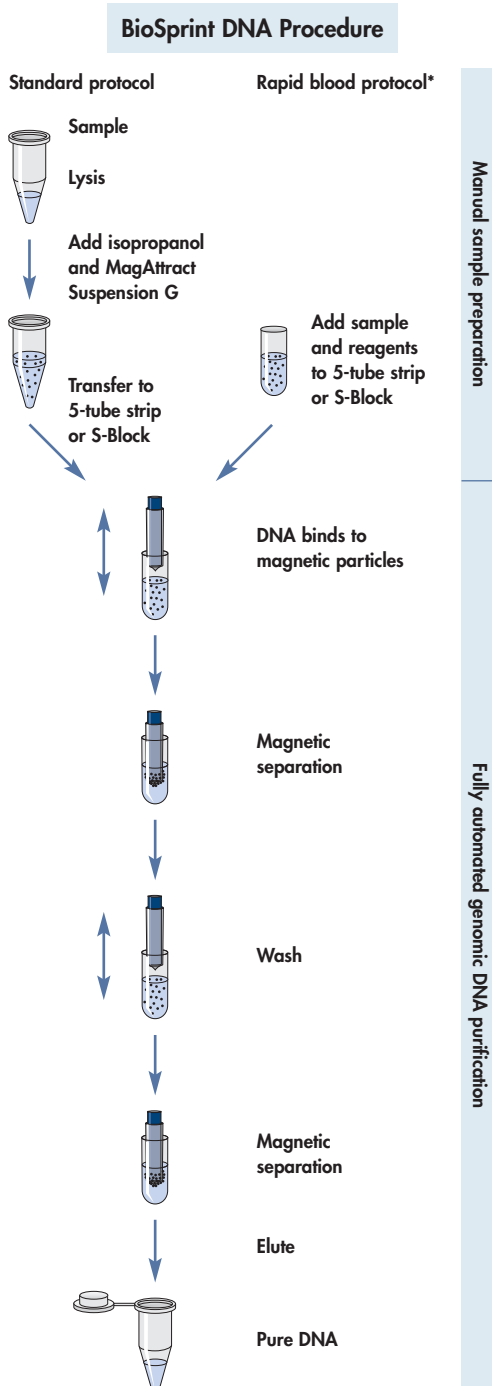 BioSprint DNA Procedure
Standard protocol
Rapid blood protocol*
Sample
Lysis
Add isopropanol
and MagAttract
Suspension G
Transfer to
5-tube strip
or S-Block
Add sample
and reagents
to 5-tube strip
or S-Block
Manual sample preparation
DNA binds to
magnetic particles
Magnetic
separation
Wash
Magnetic
separation
Elute
Pure DNA
Fully automated genomic DNA purification